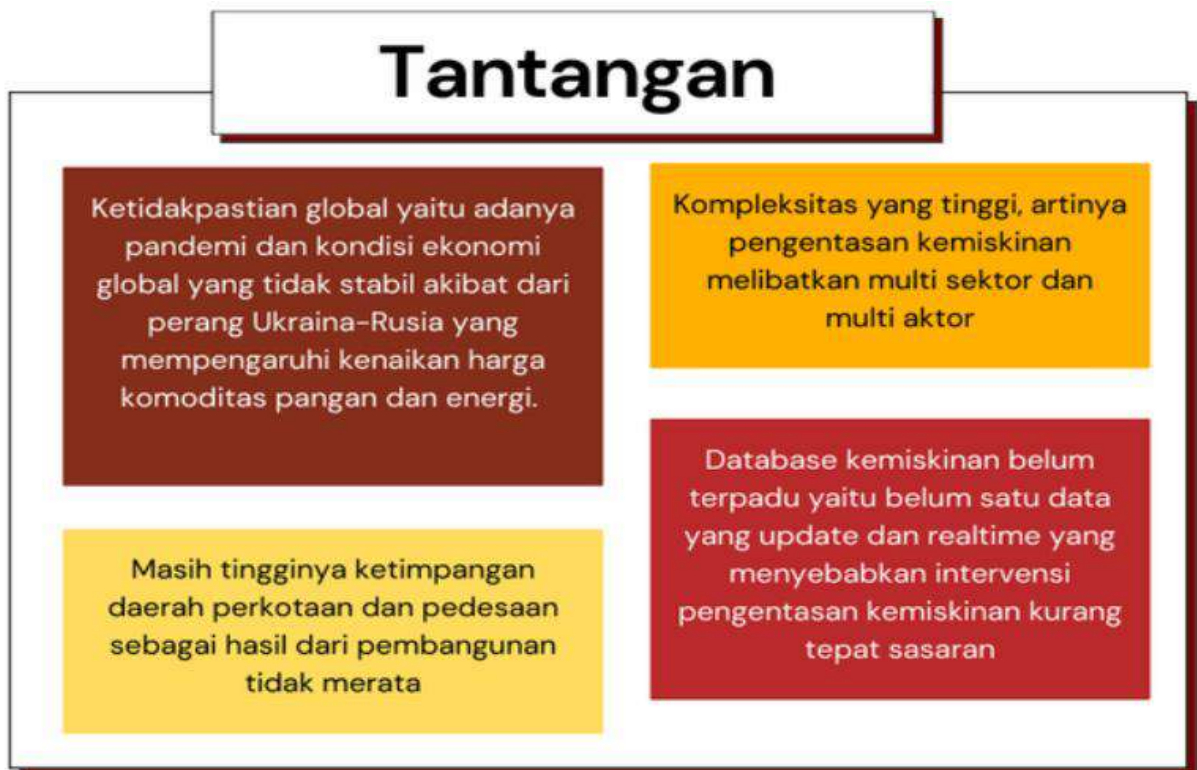 Tantangan
Ketidakpastian global yaitu adanya
pandemi dan kondisi ekonomi
global yang tidak stabil akibat dari
perang Ukraina-Rusia yang
mempengaruhi kenaikan harga
komoditas pangan dan energi.
Kompleksitas yang tinggi, artinya
pengentasan kemiskinan
melibatkan multi sektor dan
multi aktor
Masih tingginya ketimpangan
daerah perkotaan dan pedesaan
sebagai hasil dari pembangunan
tidak merata
Database kemiskinan belum
terpadu yaitu belum satu data
yang update dan realtime yang
menyebabkan intervensi
pengentasan kemiskinan kurang
tepat sasaran